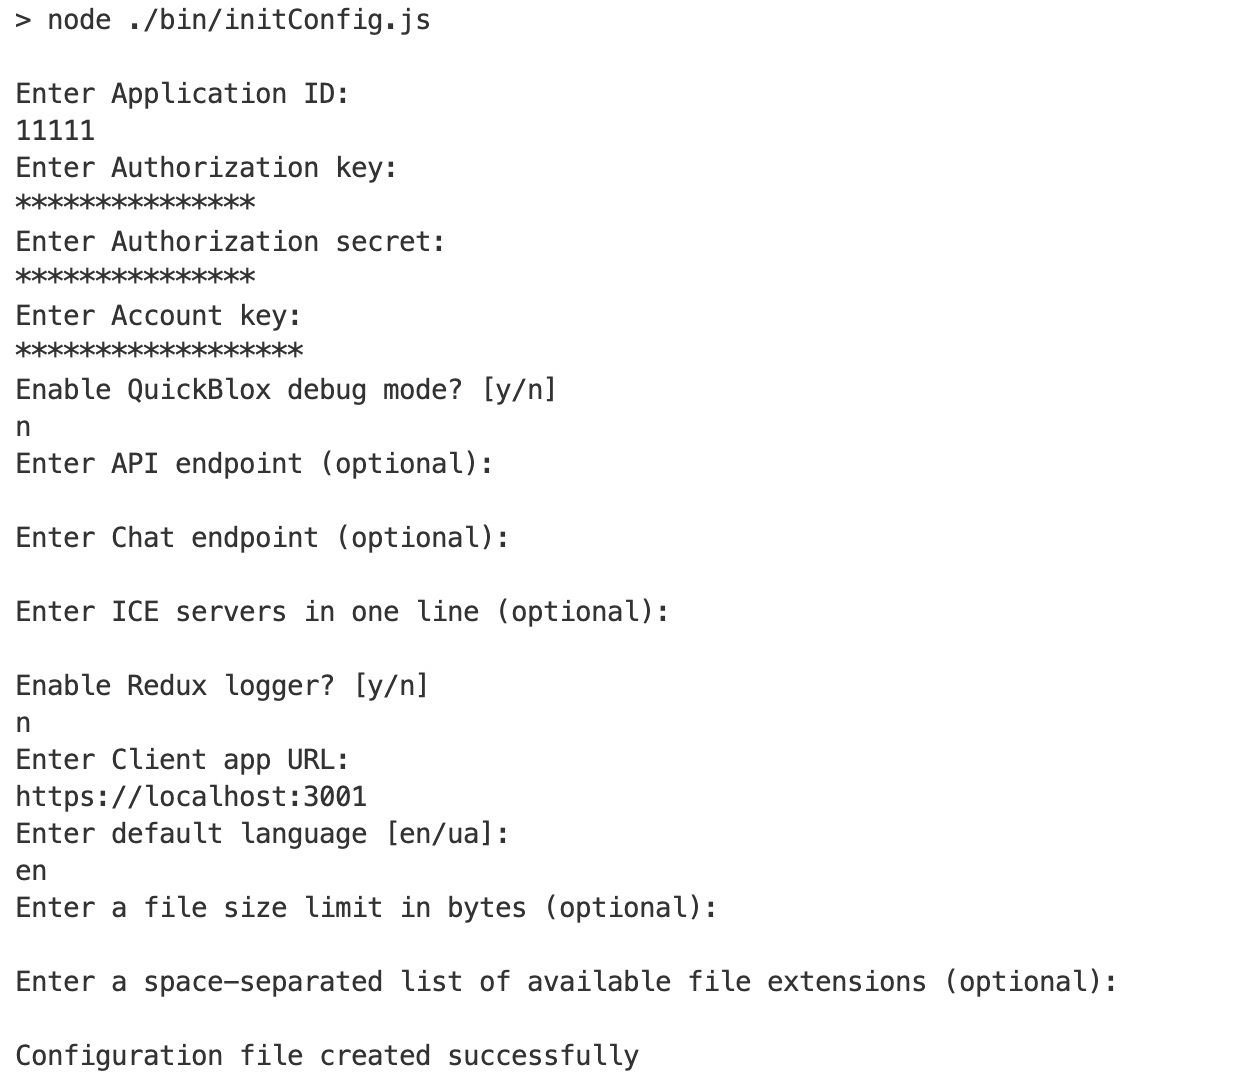 > node ./bin/initConfig.js
Enter Application ID:
11111
Enter Authorization key:
***************
Enter Authorization secret:
***************
Enter Account key:
******************
Enable QuickBlox debug mode? [y/n]
n
Enter API endpoint (optional):
Enter Chat endpoint (optional):
Enter ICE servers in one line (optional):
Enable Redux logger? [y/n]
n
Enter Client app URL:
https://localhost:3001
Enter default language [en/ua]:
en
Enter a file size limit in bytes (optional):
Enter a space-separated list of available file extensions (optional):
Configuration file created successfully